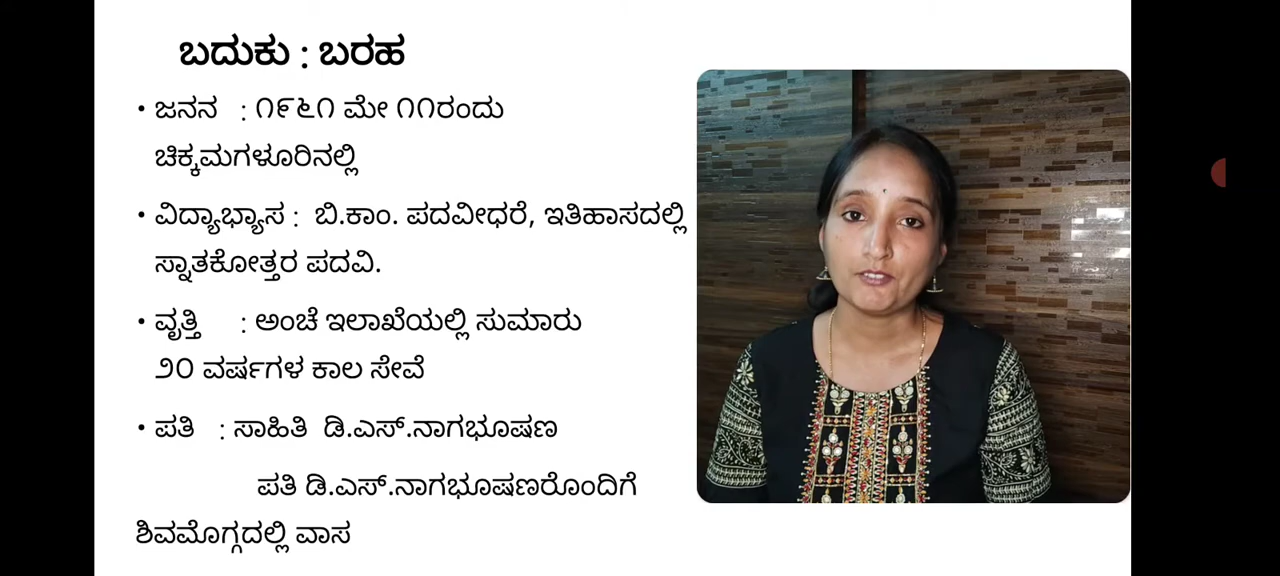 ಬದುಕು : ಬರಹ
• ಜನನ : ೧೯೬೧ ಮೇ ೧೧ರಂದು
ಚಿಕ್ಕಮಗಳೂರಿನಲ್ಲಿ
• ವಿದ್ಯಾಭ್ಯಾಸ : ಬಿ.ಕಾಂ. ಪದವೀಧರೆ, ಇತಿಹಾಸದಲ್ಲಿ
ಸ್ನಾತಕೋತ್ತರ ಪದವಿ.
• ವೃತ್ತಿ : ಅಂಚೆ ಇಲಾಖೆಯಲ್ಲಿ ಸುಮಾರು
೨೦ ವರ್ಷಗಳ ಕಾಲ ಸೇವೆ
• ಪತಿ : ಸಾಹಿತಿ ಡಿ.ಎಸ್.ನಾಗಭೂಷಣ
ಪತಿ ಡಿ.ಎಸ್.ನಾಗಭೂಷಣರೊಂದಿಗೆ
ಶಿವಮೊಗ್ಗದಲ್ಲಿ ವಾಸ